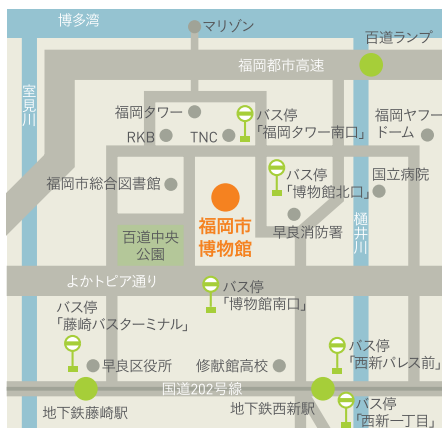 博多湾
マリゾン
百道ランプ
福岡都市高速
室見川
福岡タワー
バス停
「福岡タワー南口」
福岡ヤフー
ドーム
RKB
TNC
バス停
「博物館北口」
国立病院
福岡市総合図書館
福岡市
博物館
早良消防署
樋井川
百道中央
公園
よかトピア通り
バス停
「博物館南口」
バス停
「藤崎バスターミナル」
バス停
「西新パレス前」
早良区役所
修猷館高校
国道202号線
地下鉄藤崎駅
地下鉄西新駅
バス停
「西新一丁目」